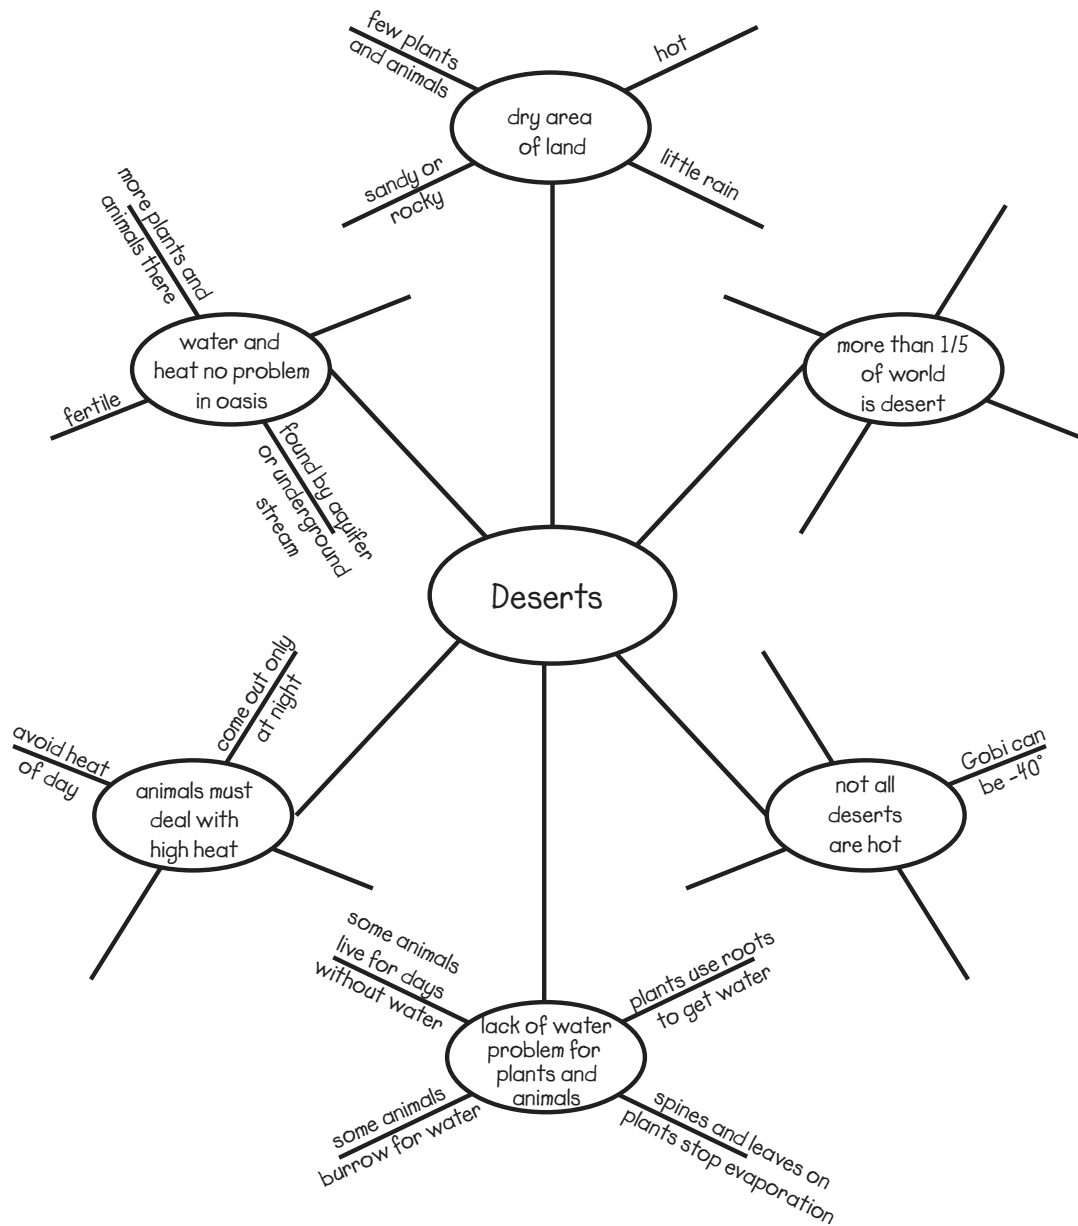 few plants
and animals
hot
dry area
of land
sandy or
rocky
little rain
more plants and
animals there
water and
heat no problem
in oasis
fertile
found by aquifer
or underground
stream
more than 1/5
of world
is desert
Deserts
come out only
at night
avoid heat
of day
animals must
deal with
high heat
Gobi can
be -40°
not all
deserts
are hot
some animals
live for days
without water
plants use roots
to get water
lack of water
problem for
plants and
animals
some animals
burrow for water
spines and leaves on
plants stop evaporation